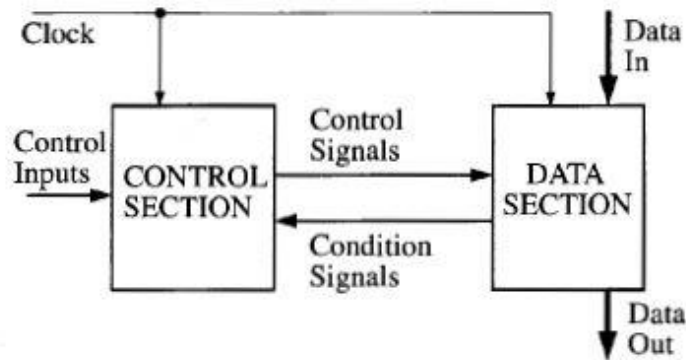 Clock
Data
In
Control
Inputs
CONTROL
SECTION
Control
Signals
Condition
Signals
DATA
SECTION
Data
Out